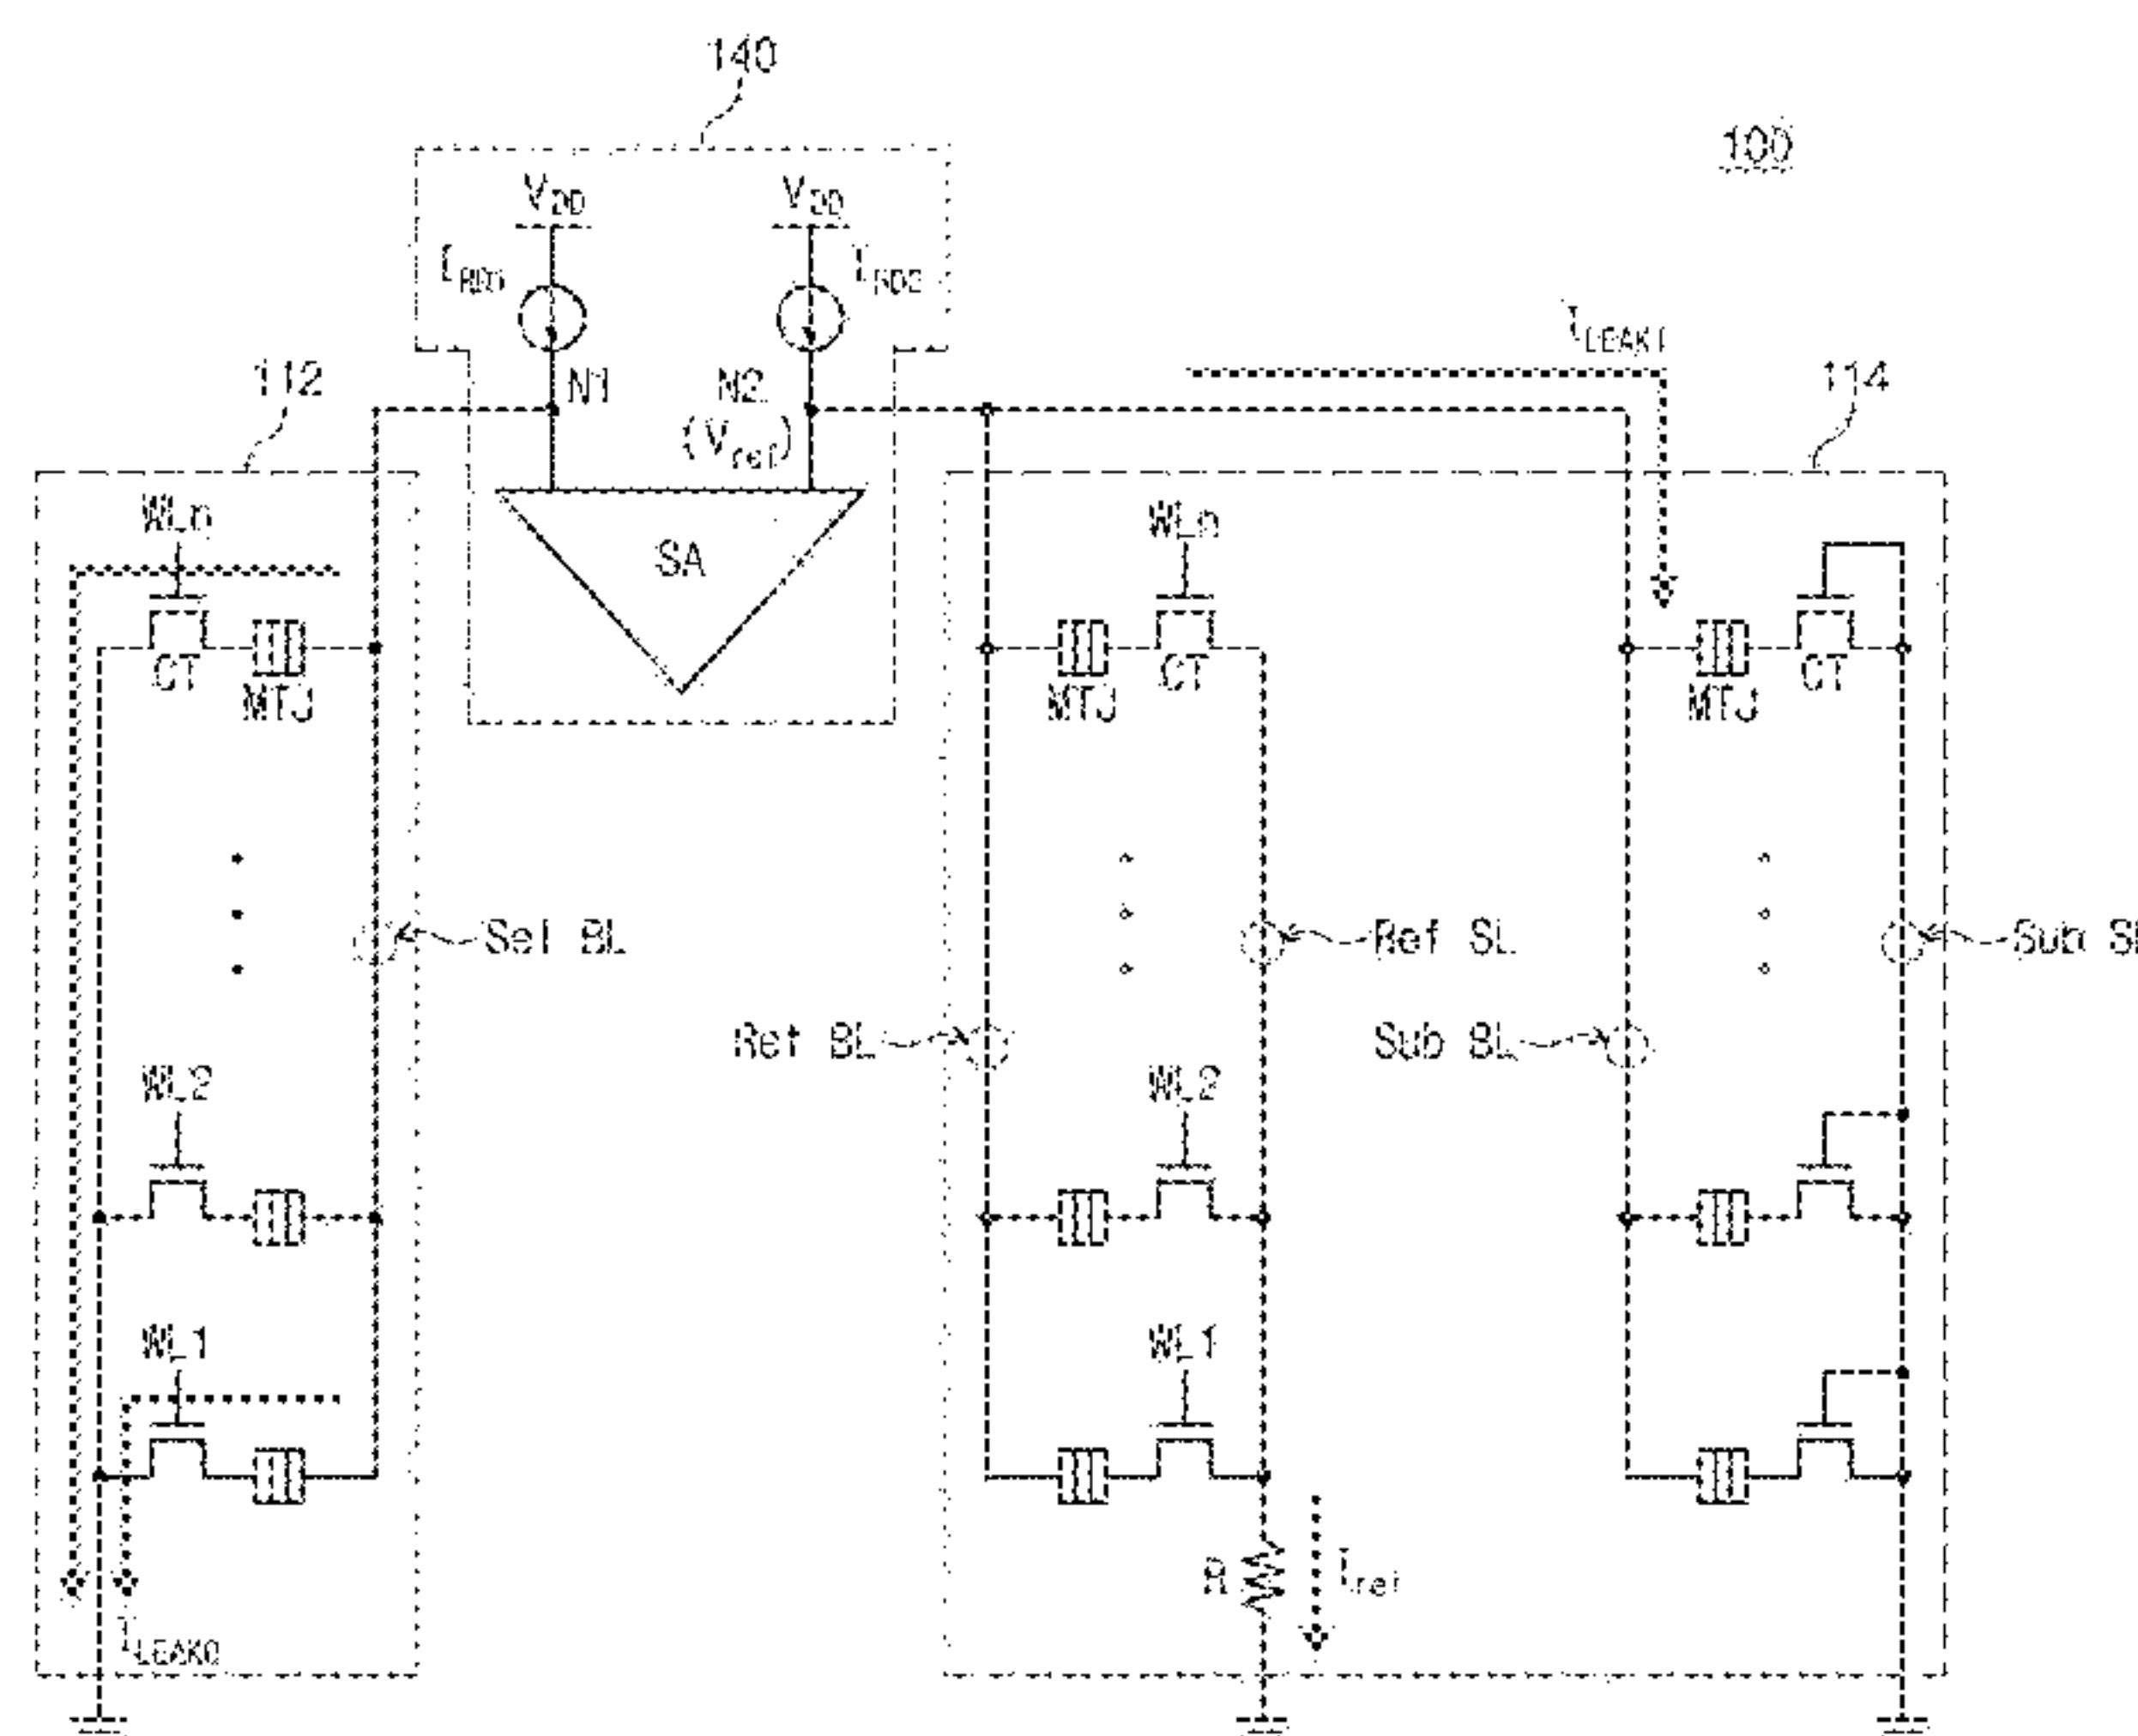 140
100
VDD
VDD
IRD1
IRD2
ILEAK1
112
N1
N2
114
(Vref)
WLn
WLn
SA
CT
CT
CT
MTJ
MTJ
MTJ
Sel BL
Ref SL
Sub SL
Ref BL
Sub BL
WL2
WL2
WL1
WL1
R
Iref
ILEAK0